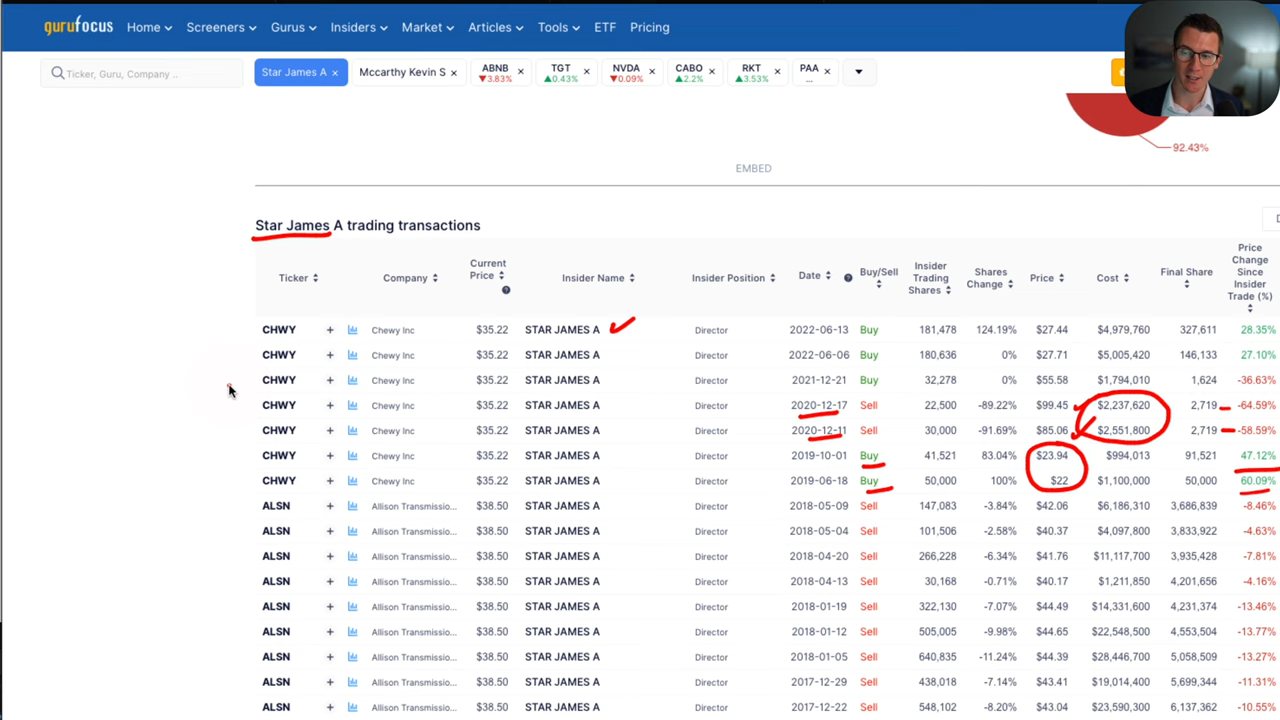 gurufocus Home Screeners Gurus Insiders Market Articles Tools ETF Pricing
Ticker, Guru, Company .. Star James A × Mccarthy Kevin S × ABNB × TGT × NVDA × CABO × RKT × PAA ×
▼3.83% ▲0.43% ▼0.09% ▲2.2% ▲3.53% ...
92.43%
EMBED
Star James A trading transactions
Ticker Company Current Price Insider Name Insider Position Date Buy/Sell Insider Trading Shares Shares Change Price Cost Final Share Price Change Since Insider Trade (%)
CHWY + Chewy Inc $35.22 STAR JAMES A Director 2022-06-13 Buy 181,478 124.19% $27.44 $4,979,760 327,611 28.35%
CHWY + Chewy Inc $35.22 STAR JAMES A Director 2022-06-06 Buy 180,636 0% $27.71 $5,005,420 146,133 27.10%
CHWY + Chewy Inc $35.22 STAR JAMES A Director 2021-12-21 Buy 32,278 0% $55.58 $1,794,010 1,624 -36.63%
CHWY + Chewy Inc $35.22 STAR JAMES A Director 2020-12-17 Sell 22,500 -89.22% $99.45 $2,237,620 2,719 -64.59%
CHWY + Chewy Inc $35.22 STAR JAMES A Director 2020-12-11 Sell 30,000 -91.69% $85.06 $2,551,800 2,719 -58.59%
CHWY + Chewy Inc $35.22 STAR JAMES A Director 2019-10-01 Buy 41,521 83.04% $23.94 $994,013 91,521 47.12%
CHWY + Chewy Inc $35.22 STAR JAMES A Director 2019-06-18 Buy 50,000 100% $22 $1,100,000 50,000 60.09%
ALSN + Allison Transmissio... $38.50 STAR JAMES A Director 2018-05-09 Sell 147,083 -3.84% $42.06 $6,186,310 3,686,839 -8.46%
ALSN + Allison Transmissio... $38.50 STAR JAMES A Director 2018-05-04 Sell 101,506 -2.58% $40.37 $4,097,800 3,833,922 -4.63%
ALSN + Allison Transmissio... $38.50 STAR JAMES A Director 2018-04-20 Sell 266,228 -6.34% $41.76 $11,117,700 3,935,428 -7.81%
ALSN + Allison Transmissio... $38.50 STAR JAMES A Director 2018-04-13 Sell 30,168 -0.71% $40.17 $1,211,850 4,201,656 -4.16%
ALSN + Allison Transmissio... $38.50 STAR JAMES A Director 2018-01-19 Sell 322,130 -7.07% $44.49 $14,331,600 4,231,374 -13.46%
ALSN + Allison Transmissio... $38.50 STAR JAMES A Director 2018-01-12 Sell 505,005 -9.98% $44.65 $22,548,500 4,553,504 -13.77%
ALSN + Allison Transmissio... $38.50 STAR JAMES A Director 2018-01-05 Sell 640,835 -11.24% $44.39 $28,446,700 5,058,509 -13.27%
ALSN + Allison Transmissio... $38.50 STAR JAMES A Director 2017-12-29 Sell 438,018 -7.14% $43.41 $19,014,400 5,699,344 -11.31%
ALSN + Allison Transmissio... $38.50 STAR JAMES A Director 2017-12-22 Sell 548,102 -8.20% $43.04 $23,590,300 6,137,362 -10.55%